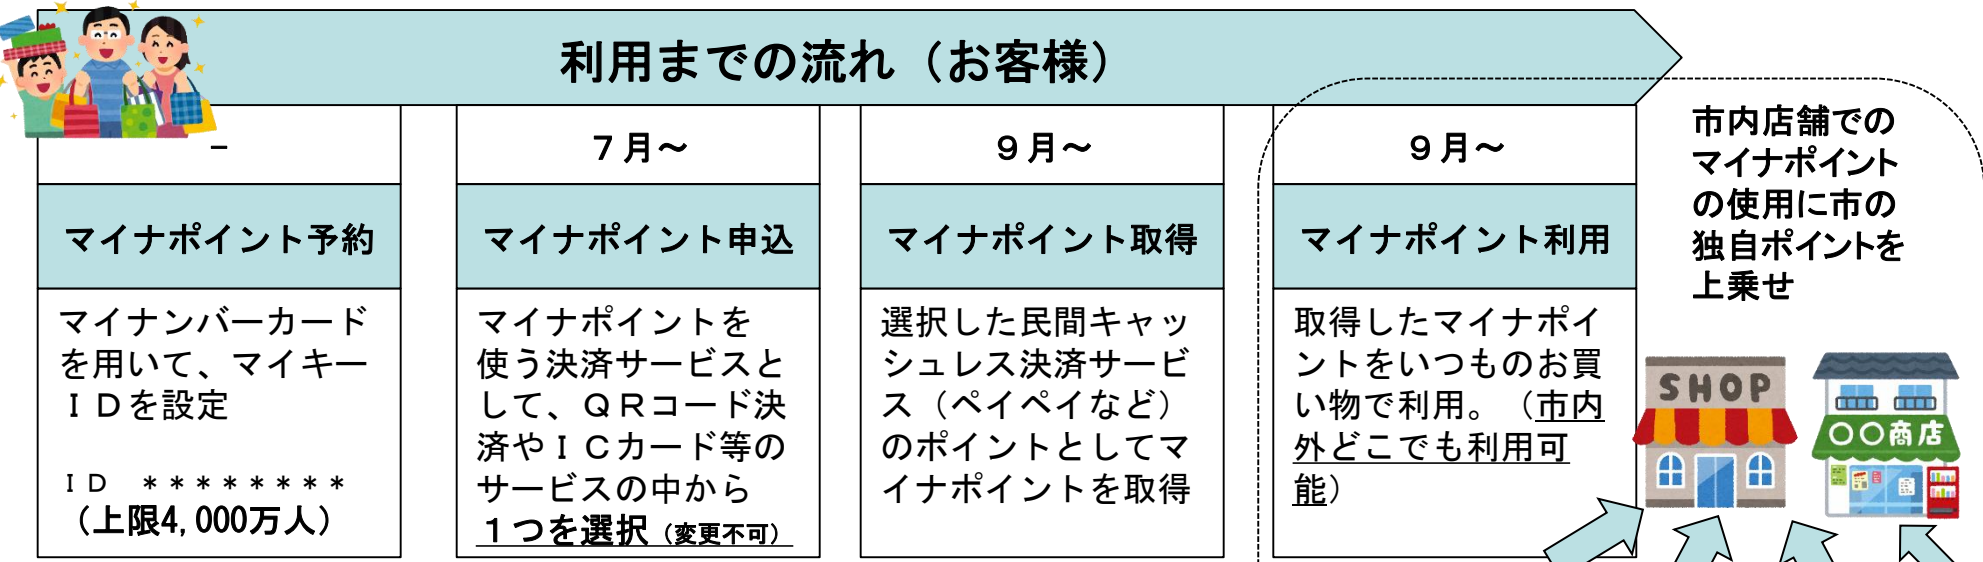 利用までの流れ（お客様）
－
マイナポイント予約
マイナンバーカード
を用いて、マイキー
ＩＤを設定
ＩＤ　＊＊＊＊＊＊＊＊
（上限4,000万人）
７月～
マイナポイント申込
マイナポイントを
使う決済サービスと
して、ＱＲコード決
済やＩＣカード等の
サービスの中から
１つを選択（変更不可）
９月～
マイナポイント取得
選択した民間キャッ
シュレス決済サービ
ス（ペイペイなど）
のポイントとしてマ
イナポイントを取得
９月～
マイナポイント利用
取得したマイナポイ
ントをいつものお買
い物で利用。（市内
外どこでも利用可
能）
市内店舗での
マイナポイント
の使用に市の
独自ポイントを
上乗せ
SHOP
〇〇商店